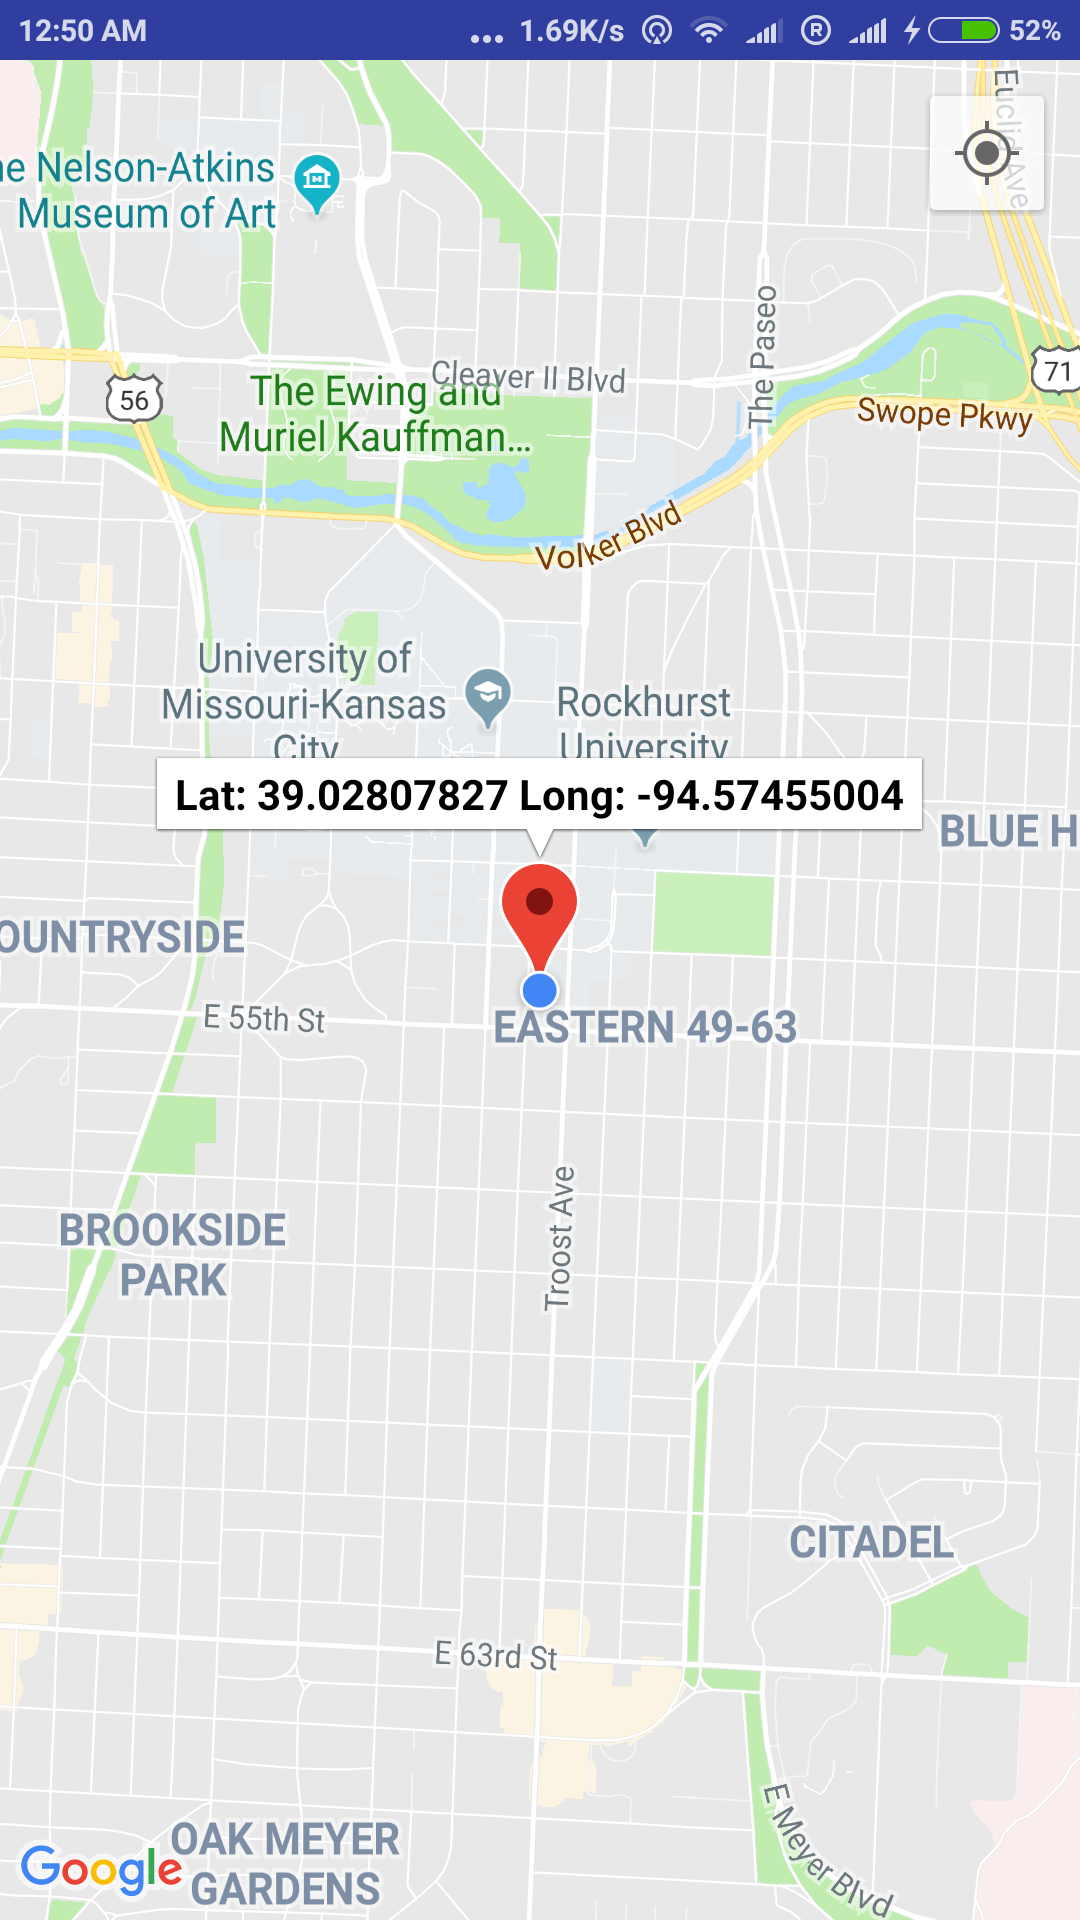 12:50 AM
... 1.69K/s
R
52%
Euclid Ave
he Nelson-Atkins
Museum of Art
The Paseo
Cleaver II Blvd
71
56
The Ewing and
Muriel Kauffman...
Swope Pkwy
Volker Blvd
University of
Missouri-Kansas
City
Rockhurst
University
Lat: 39.02807827 Long: -94.57455004
BLUE H
OUNTRYSIDE
E 55th St
EASTERN 49-63
Troost Ave
BROOKSIDE
PARK
CITADEL
E 63rd St
E Meyer Blvd
OAK MEYER
GARDENS
Google